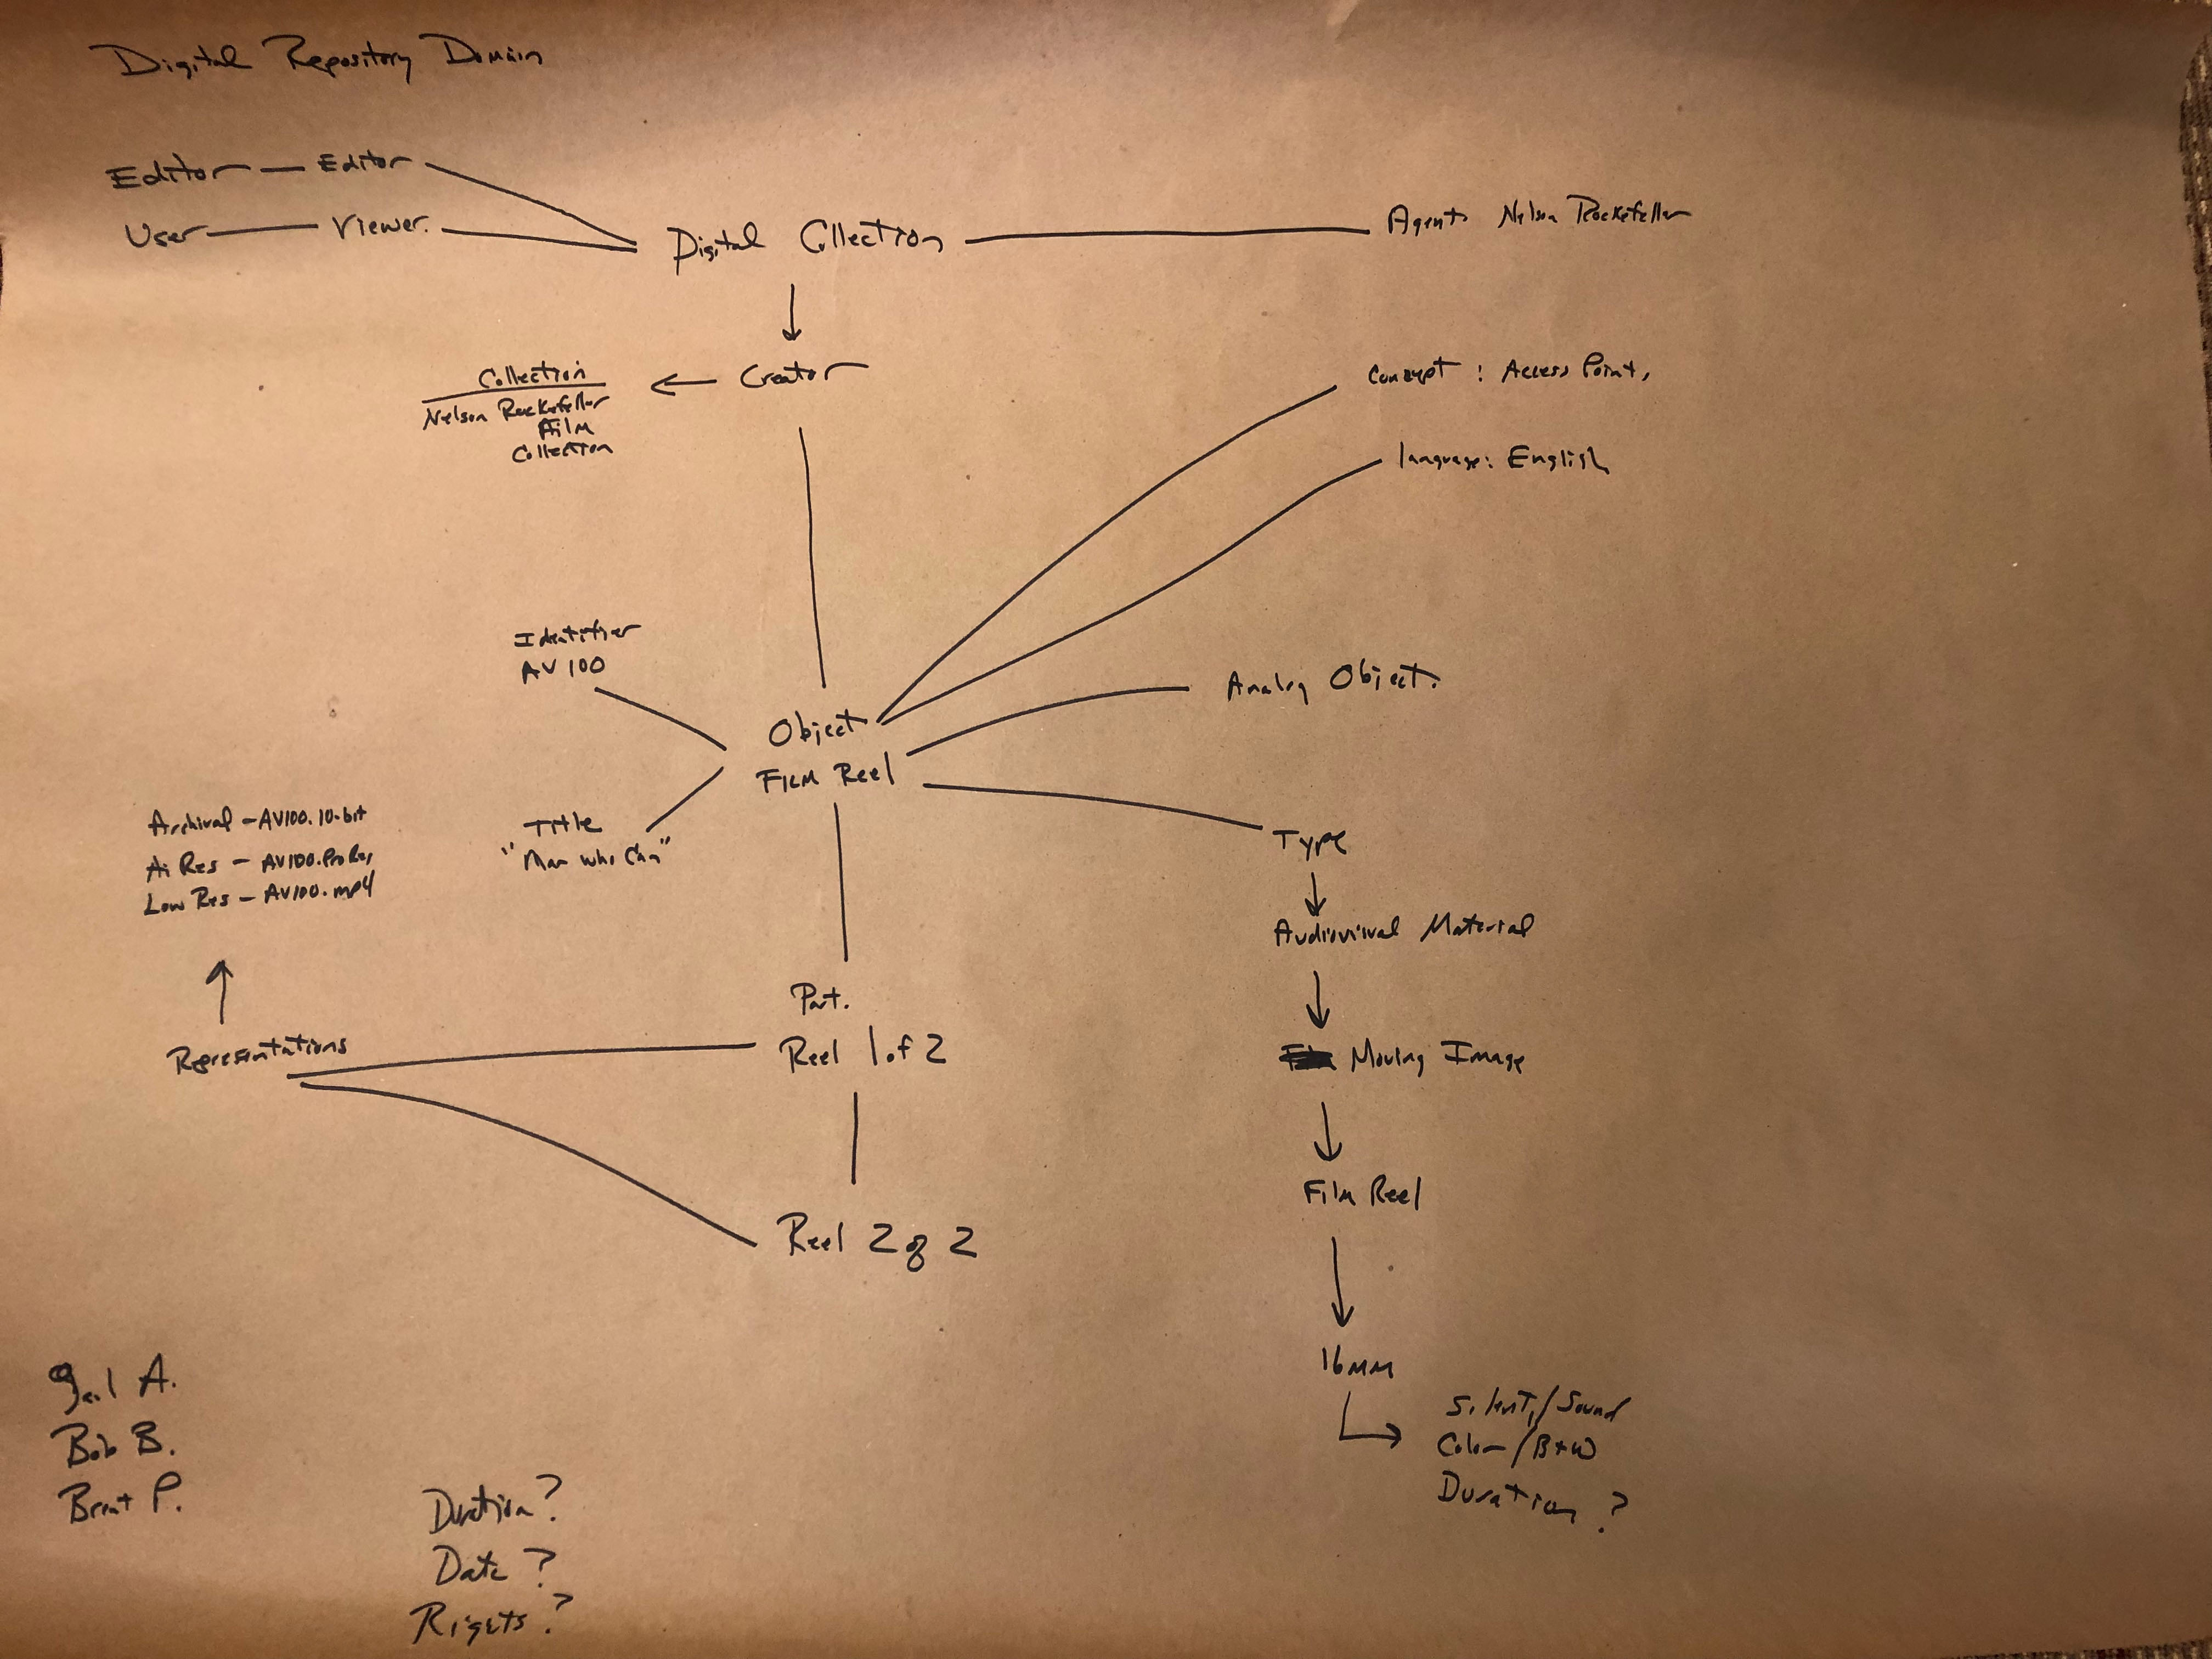 Digital Repository Domain
Editor — Editor
User — Viewer.
Digital Collection
Agent: Nelson Rockefeller
Creator
Collection
Nelson Rockefeller
Film
Collection
Concept : Access Points
language: English
Identifier
AV 100
Analog Object.
Object
Film Reel
Title
"Man who Can"
Type
Archival - AV100.10-bit
Hi Res - AV100.ProRes
Low Res - AV100.mp4
Audiovisual Material
Part.
Reel 1 of 2
Representations
Moving Image
Film Reel
Reel 2 of 2
16mm
Silent/Sound
Color/B+W
Duration ?
A.
Bob B.
Brent P.
Duration?
Date ?
Rights ?